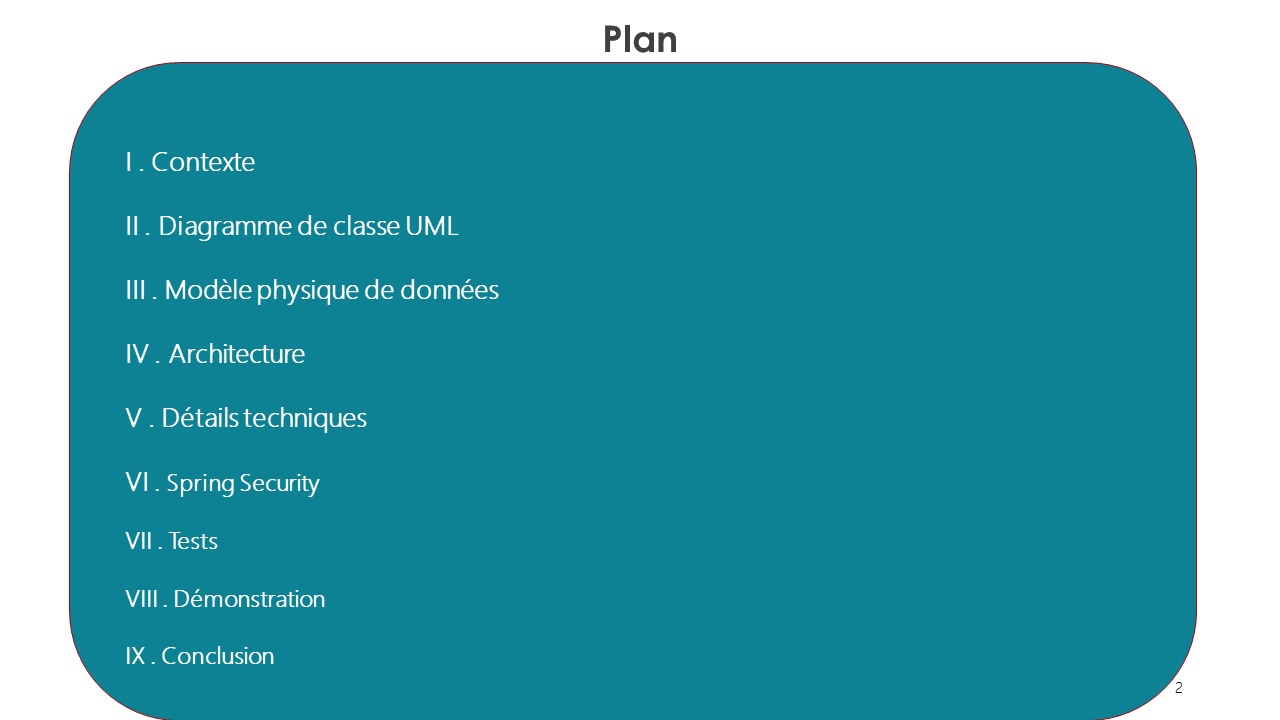 Plan
I . Contexte
II . Diagramme de classe UML
III . Modèle physique de données
IV . Architecture
V . Détails techniques
VI . Spring Security
VII . Tests
VIII . Démonstration
IX . Conclusion
2